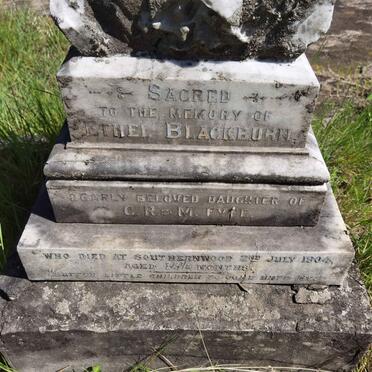 SACRED
TO THE MEMORY OF
ETHEL BLACKBURN
DEARLY BELOVED DAUGHTER OF
C. R. & M. FYFE
WHO DIED AT SOUTHERNWOOD 2ND JULY 1904,
AGED MONTHS.
SUFFER LITTLE CHILDREN TO COME UNTO ME